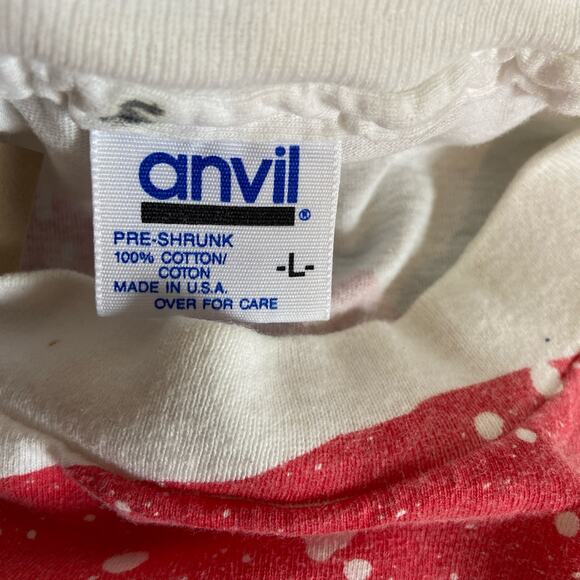 anvil®
PRE-SHRUNK
100% COTTON/
COTON
-L-
MADE IN U.S.A.
OVER FOR CARE